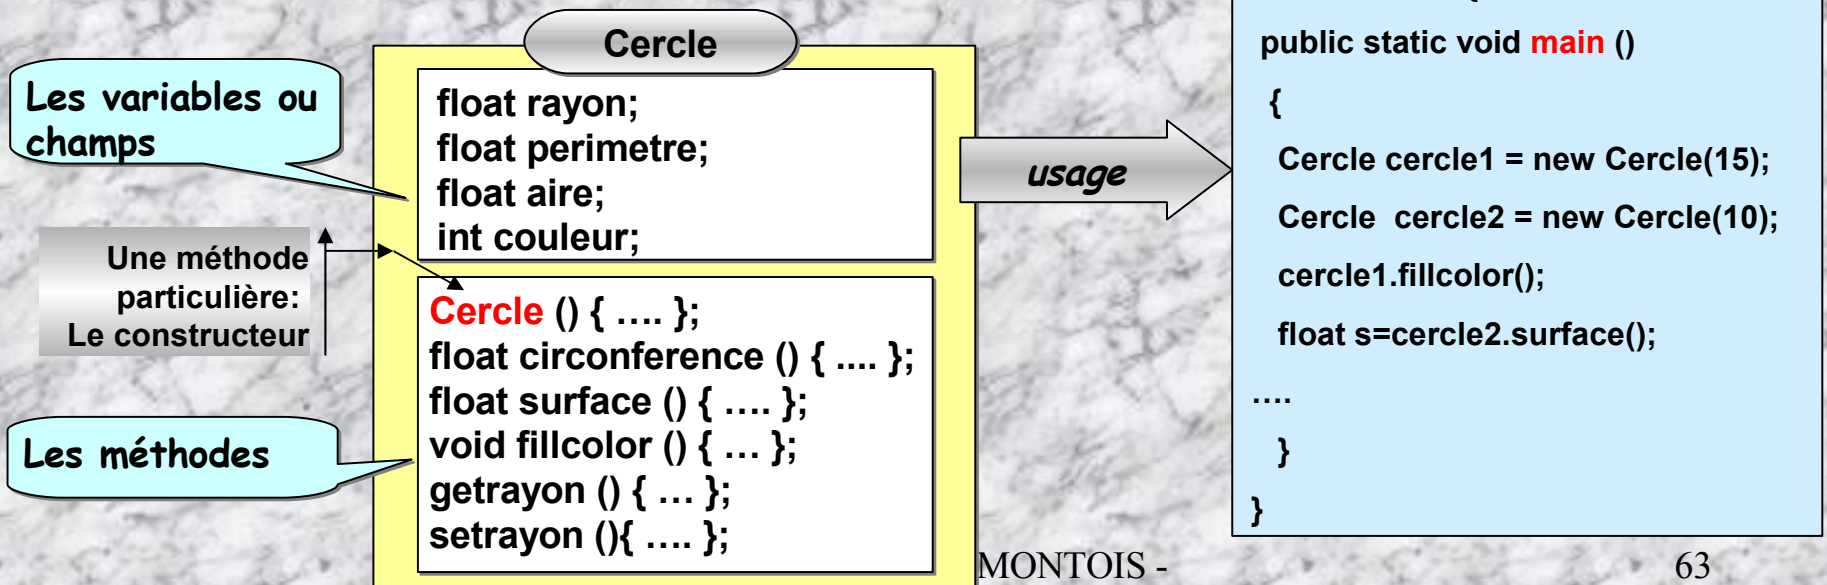 Cercle
Les variables ou
champs
float rayon;
float perimetre;
float aire;
int couleur;
Une méthode
particulière:
Le constructeur
Cercle () { …. };
float circonference () { .... };
float surface () { …. };
void fillcolor () { … };
getrayon () { … };
setrayon (){ …. };
Les méthodes
usage
public static void main ()
{
Cercle cercle1 = new Cercle(15);
Cercle cercle2 = new Cercle(10);
cercle1.fillcolor();
float s=cercle2.surface();
….
}
}
MONTOIS -
63